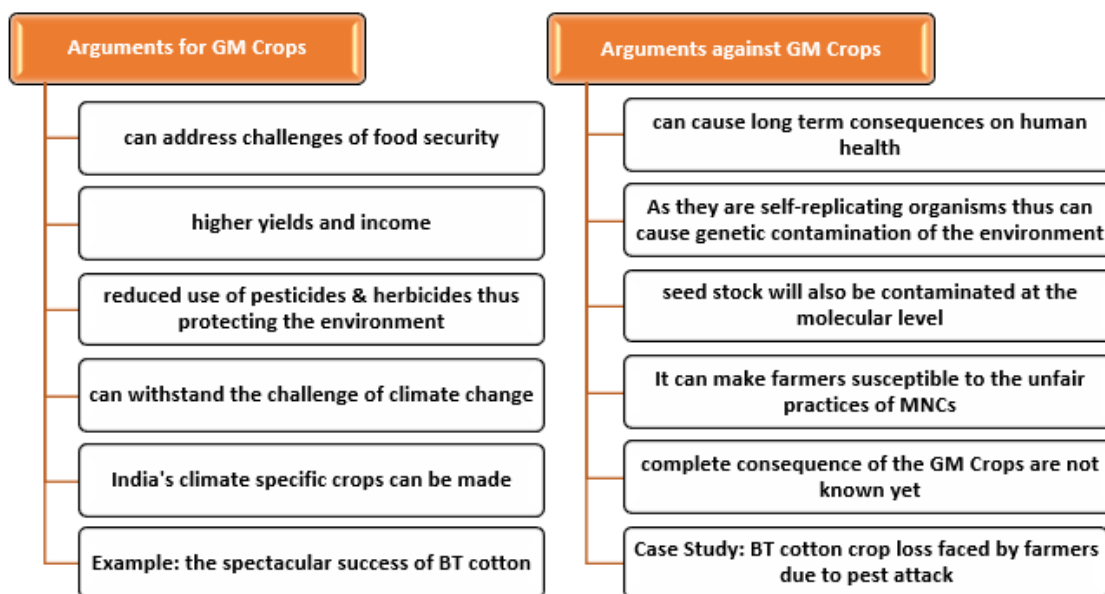 Arguments for GM Crops
can address challenges of food security
higher yields and income
reduced use of pesticides & herbicides thus
protecting the environment
can withstand the challenge of climate change
India's climate specific crops can be made
Example: the spectacular success of BT cotton
Arguments against GM Crops
can cause long term consequences on human
health
As they are self-replicating organisms thus can
cause genetic contamination of the environment
seed stock will also be contaminated at the
molecular level
It can make farmers susceptible to the unfair
practices of MNCs
complete consequence of the GM Crops are not
known yet
Case Study: BT cotton crop loss faced by farmers
due to pest attack